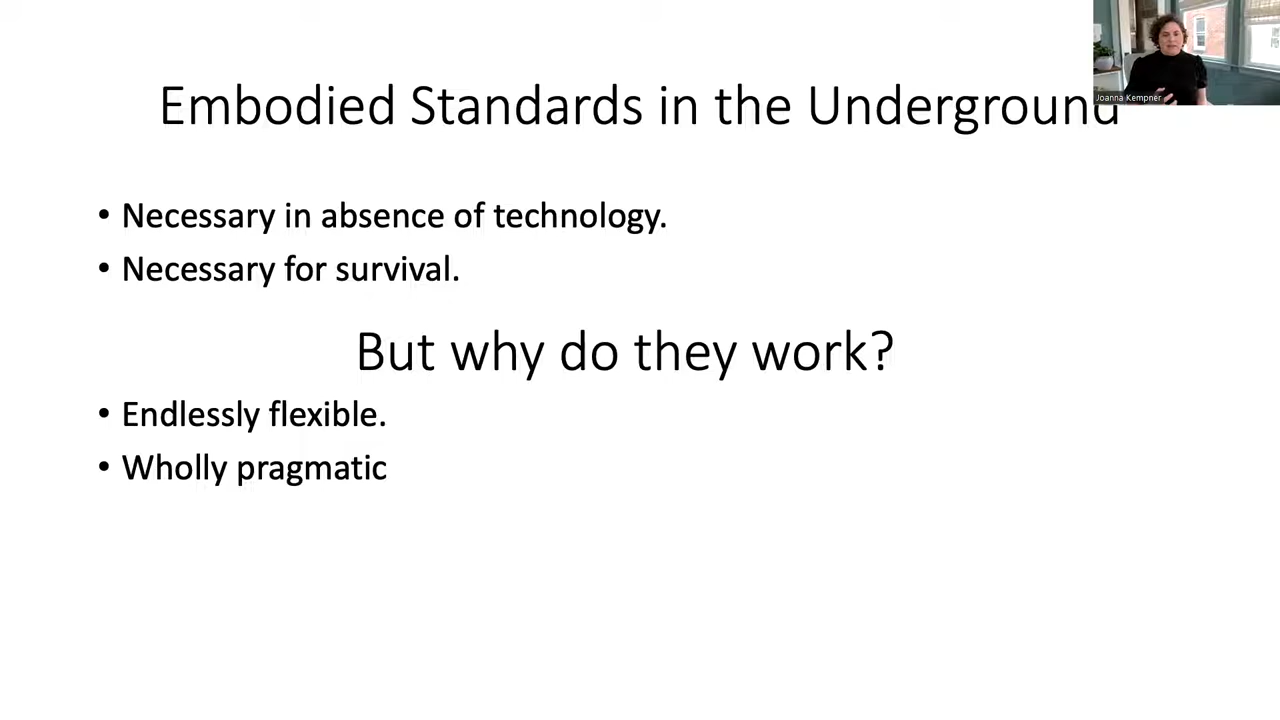 Embodied Standards in the Underground
Joanna Kempner
• Necessary in absence of technology.
• Necessary for survival.
But why do they work?
• Endlessly flexible.
• Wholly pragmatic